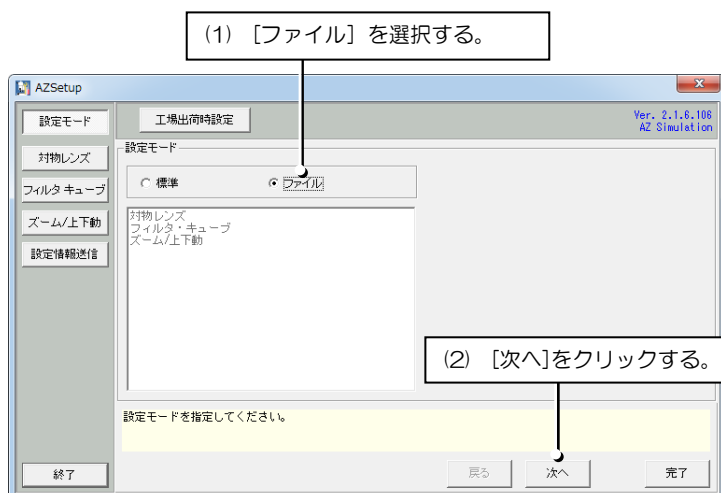 (1) [ファイル] を選択する。
AZSetup
設定モード
工場出荷時設定
Ver. 2.1.6.106
AZ Simulation
対物レンズ
フィルタ キューブ
ズーム/上下動
設定情報送信
設定モード
標準
ファイル
対物レンズ
フィルタ・キューブ
ズーム/上下動
(2) [次へ]をクリックする。
設定モードを指定してください。
終了
戻る
次へ
完了